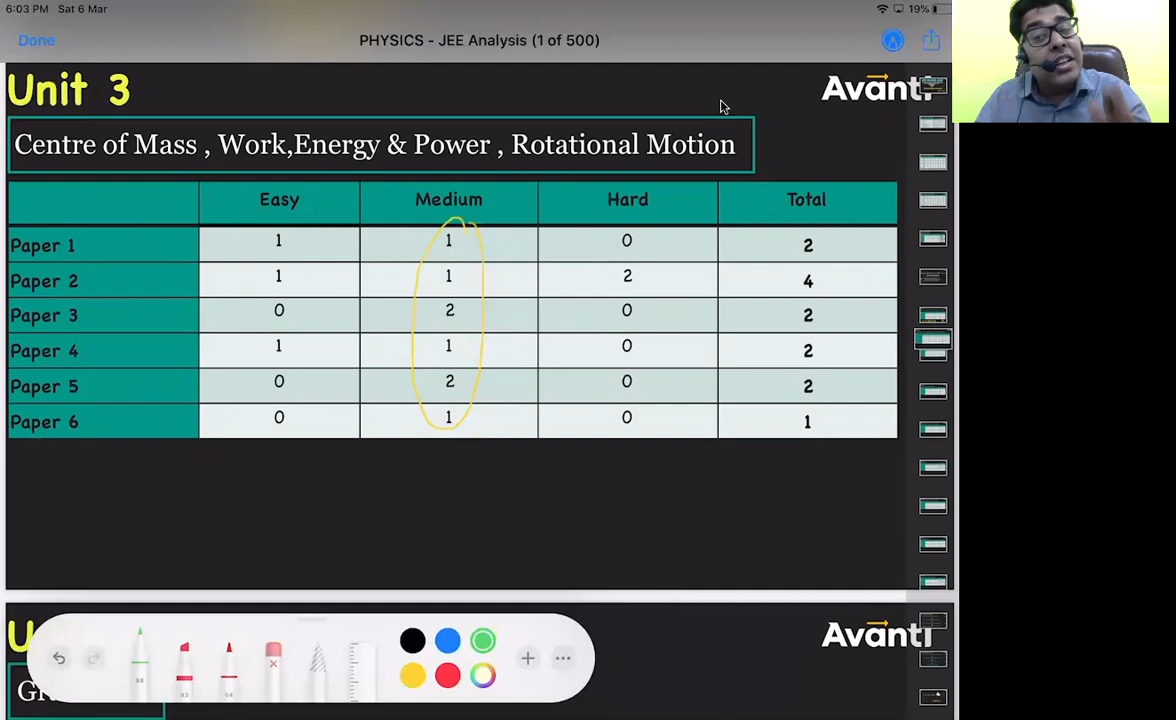 6:03 PM Sat 6 Mar 19%
Done PHYSICS - JEE Analysis (1 of 500)
Unit 3
Avanti
Centre of Mass , Work,Energy & Power , Rotational Motion
Easy Medium Hard Total
Paper 1 1 1 0 2
Paper 2 1 1 2 4
Paper 3 0 2 0 2
Paper 4 1 1 0 2
Paper 5 0 2 0 2
Paper 6 0 1 0 1
Avanti